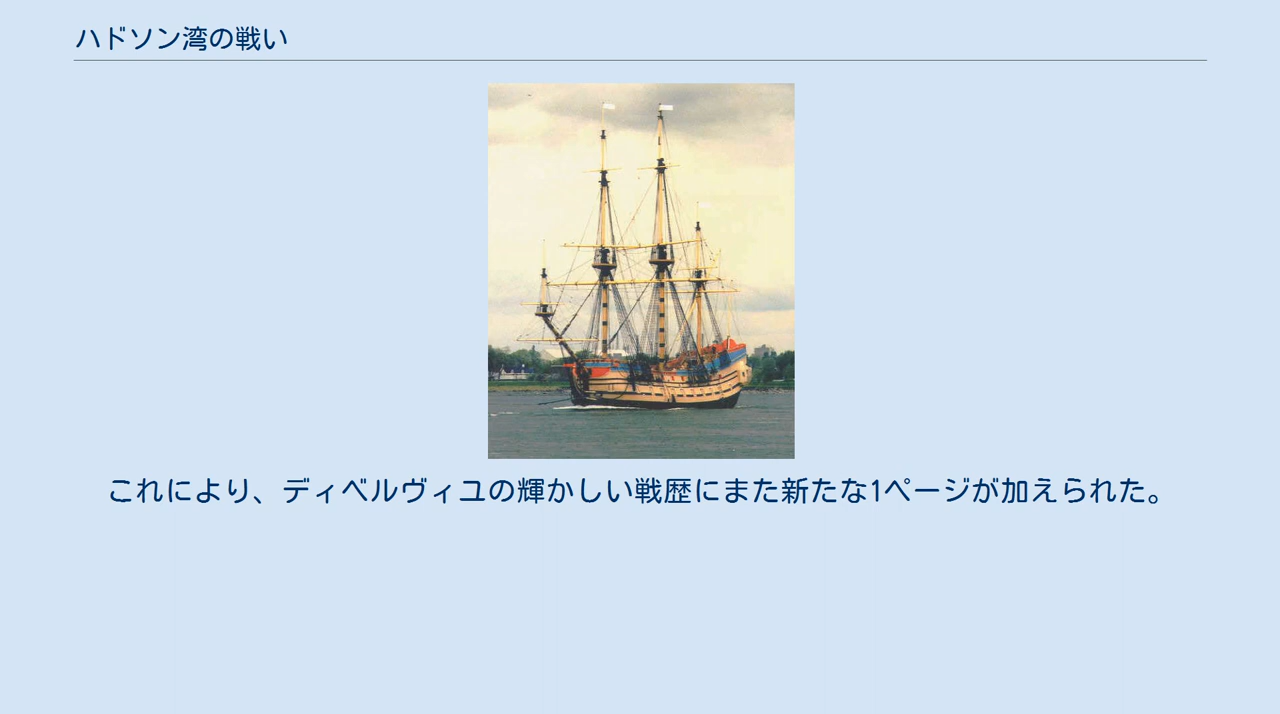 ハドソン湾の戦い
これにより、ディベルヴィユの輝かしい戦歴にまた新たな1ページが加えられた。